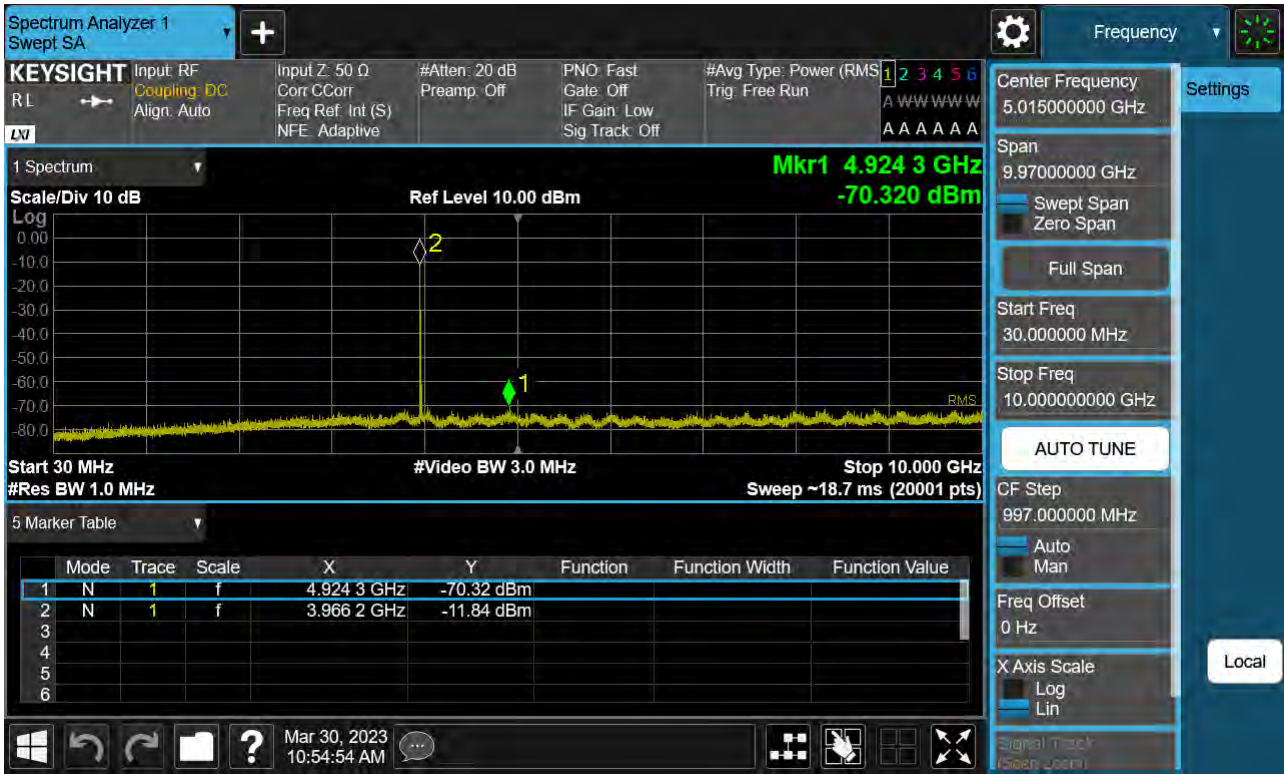 Spectrum Analyzer 1
Swept SA
+
Frequency
KEYSIGHT
RL
LXI
Input: RF
Coupling: DC
Align: Auto
Input Z: 50 Ω
Corr CCorr
Freq Ref: Int (S)
NFE: Adaptive
#Atten: 20 dB
Preamp: Off
PNO: Fast
Gate: Off
IF Gain: Low
Sig Track: Off
#Avg Type: Power (RMS
Trig: Free Run
1 2 3 4 5 6
A W W W W W
A A A A A A
1 Spectrum
Scale/Div 10 dB
Ref Level 10.00 dBm
Mkr1 4.924 3 GHz
-70.320 dBm
Log
0.00
-10.0
-20.0
-30.0
-40.0
-50.0
-60.0
-70.0
-80.0
2
1
RMS
Start 30 MHz
#Video BW 3.0 MHz
Stop 10.000 GHz
#Res BW 1.0 MHz
Sweep ~18.7 ms (20001 pts)
5 Marker Table
Mode Trace Scale X Y Function Function Width Function Value
1 N 1 f 4.924 3 GHz -70.32 dBm
2 N 1 f 3.966 2 GHz -11.84 dBm
3
4
5
6
Center Frequency
5.015000000 GHz
Span
9.97000000 GHz
Swept Span
Zero Span
Full Span
Start Freq
30.000000 MHz
Stop Freq
10.000000000 GHz
AUTO TUNE
CF Step
997.000000 MHz
Auto
Man
Freq Offset
0 Hz
X Axis Scale
Log
Lin
Signal Track
(Span Zoom)
Settings
Local
?
Mar 30, 2023
10:54:54 AM